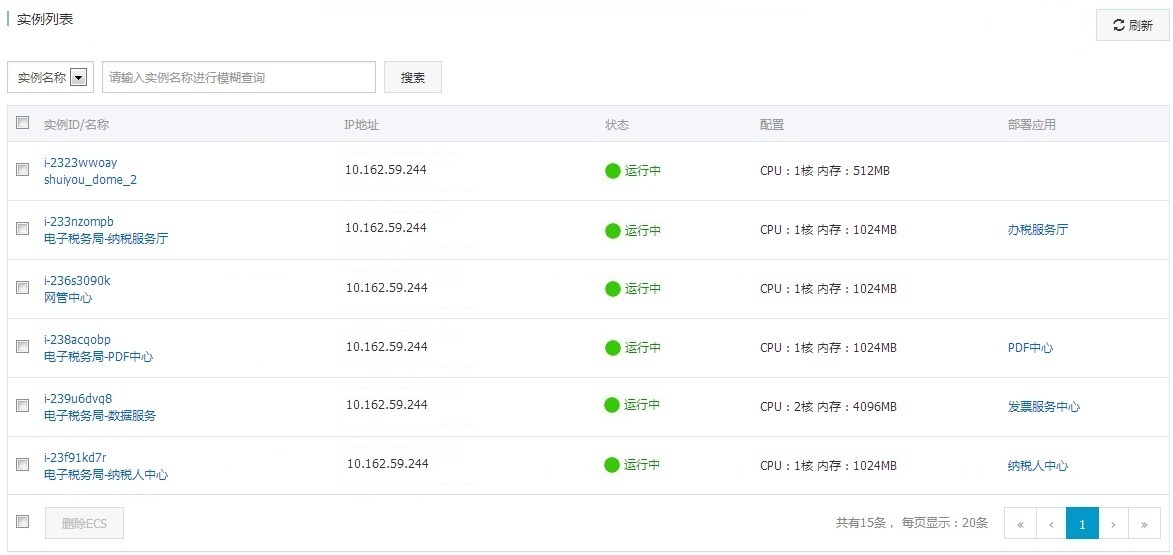 实例列表
刷新
实例名称 请输入实例名称进行模糊查询 搜索
实例ID/名称 IP地址 状态 配置 部署应用
i-2323wwoay
shuiyou_dome_2
10.162.59.244 运行中 CPU：1核 内存：512MB
i-233nzompb
电子税务局-纳税服务厅
10.162.59.244 运行中 CPU：1核 内存：1024MB 办税服务厅
i-236s3090k
网管中心
10.162.59.244 运行中 CPU：1核 内存：1024MB
i-238acqobp
电子税务局-PDF中心
10.162.59.244 运行中 CPU：1核 内存：1024MB PDF中心
i-239u6dvq8
电子税务局-数据服务
10.162.59.244 运行中 CPU：2核 内存：4096MB 发票服务中心
i-23f91kd7r
电子税务局-纳税人中心
10.162.59.244 运行中 CPU：1核 内存：1024MB 纳税人中心
删除ECS 共有15条， 每页显示：20条 « ‹ 1 › »